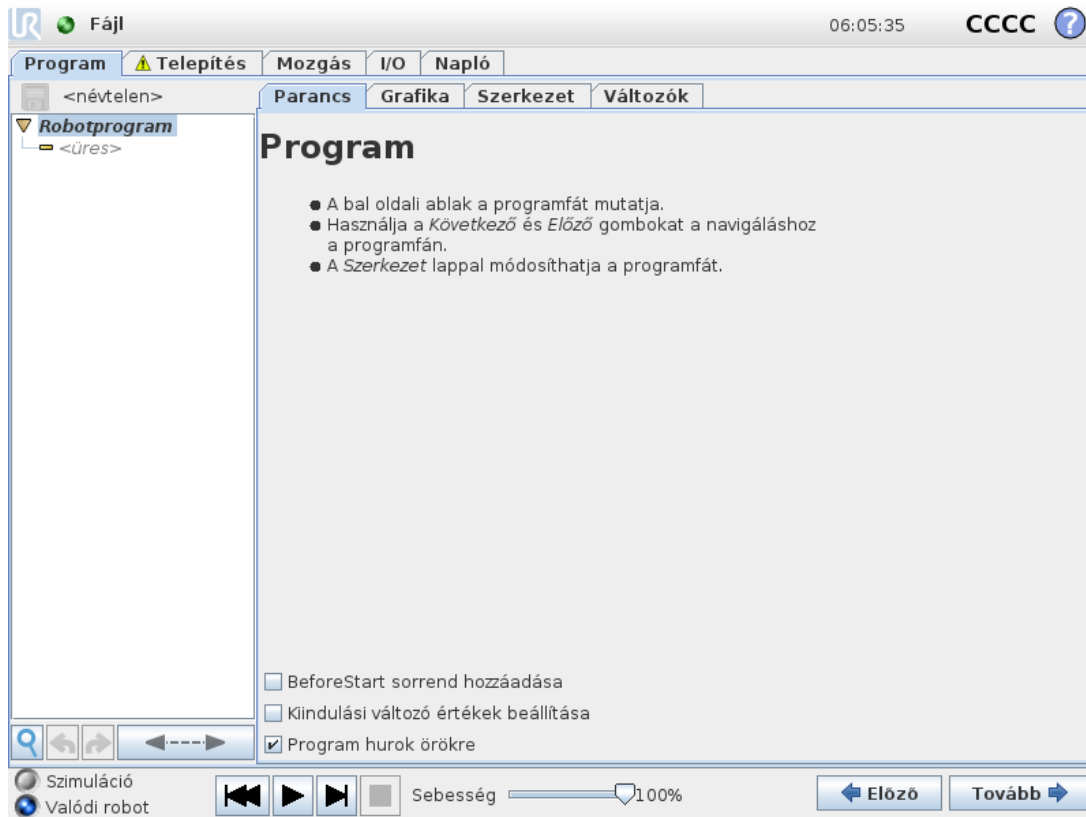 UR Fájl 06:05:35 CCCC ?
Program Telepítés Mozgás I/O Napló
<névtelen>
Parancs Grafika Szerkezet Változók
Robotprogram
<üres>
Program
A bal oldali ablak a programfát mutatja.
Használja a Következő és Előző gombokat a navigáláshoz
a programfán.
A Szerkezet lappal módosíthatja a programfát.
BeforeStart sorrend hozzáadása
Kiindulási változó értékek beállítása
Program hurok örökre
Szimuláció
Valódi robot
Sebesség 100%
Előző
Tovább